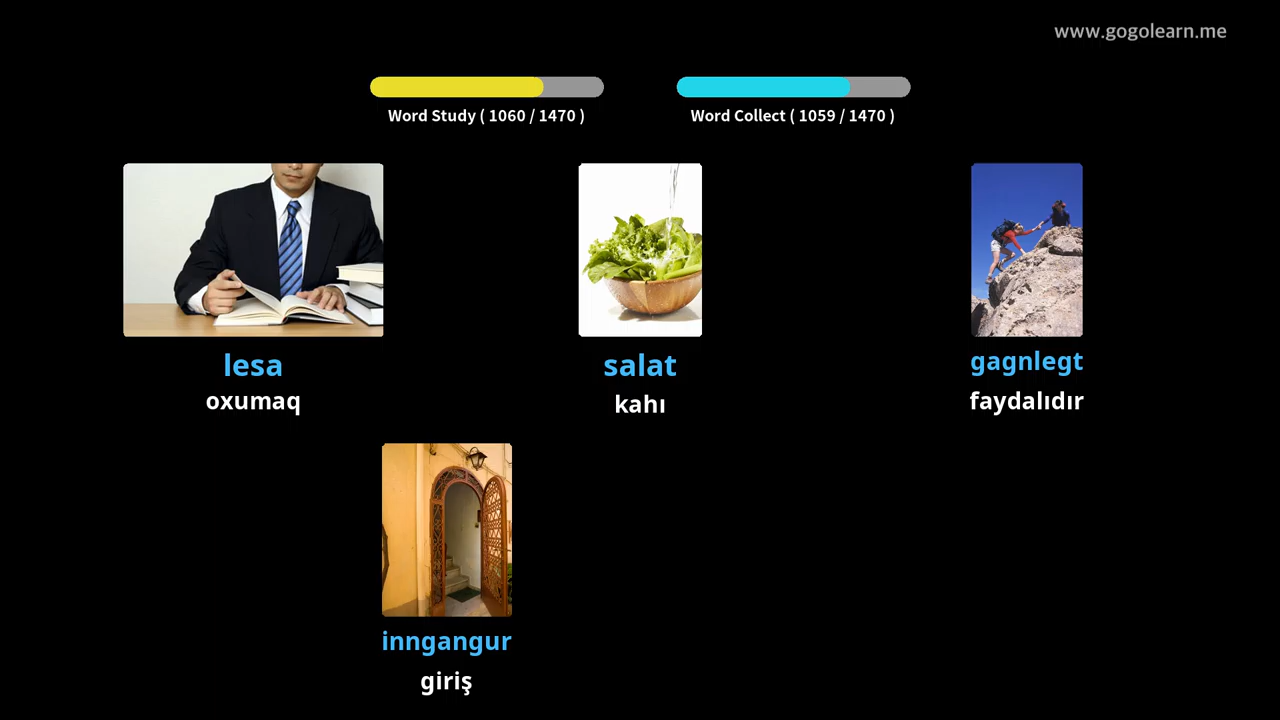 www.gogolearn.me
Word Study ( 1060 / 1470 )
Word Collect ( 1059 / 1470 )
lesa
oxumaq
salat
kahı
gagnlegt
faydalıdır
inngangur
giriş